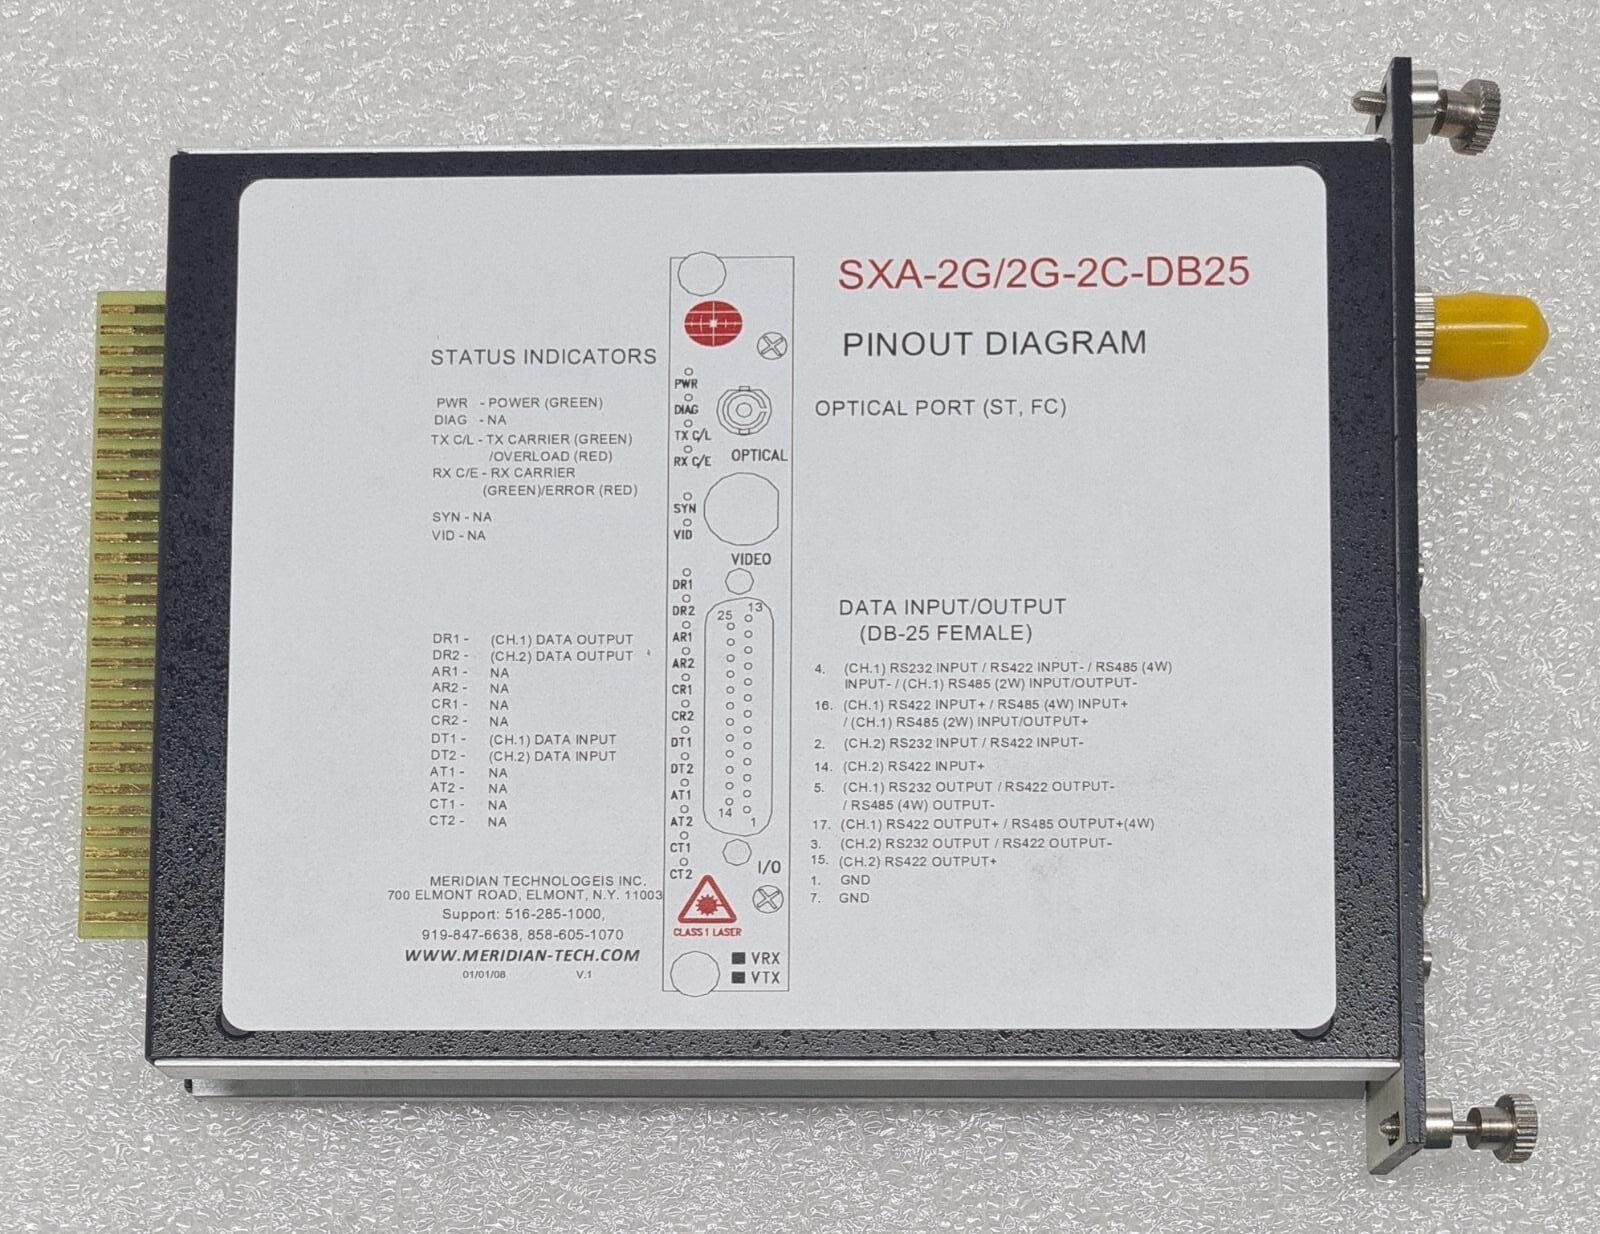 SXA-2G/2G-2C-DB25
PINOUT DIAGRAM
OPTICAL PORT (ST, FC)
STATUS INDICATORS
PWR - POWER (GREEN)
DIAG - NA
TX C/L - TX CARRIER (GREEN)
/OVERLOAD (RED)
RX C/E - RX CARRIER
(GREEN)/ERROR (RED)
SYN - NA
VID - NA
DR1 - (CH.1) DATA OUTPUT
DR2 - (CH.2) DATA OUTPUT
AR1 - NA
AR2 - NA
CR1 - NA
CR2 - NA
DT1 - (CH.1) DATA INPUT
DT2 - (CH.2) DATA INPUT
AT1 - NA
AT2 - NA
CT1 - NA
CT2 - NA
MERIDIAN TECHNOLOGEIS INC.
700 ELMONT ROAD, ELMONT, N.Y. 11003
Support: 516-285-1000,
919-847-6638, 858-605-1070
WWW.MERIDIAN-TECH.COM
01/01/08 V.1
PWR
DIAG
TX C/L
RX C/E
OPTICAL
SYN
VID
VIDEO
DR1
DR2
AR1
AR2
CR1
CR2
DT1
DT2
AT1
AT2
CT1
CT2
25 13
14 1
I/O
CLASS 1 LASER
VRX
VTX
DATA INPUT/OUTPUT
(DB-25 FEMALE)
4. (CH.1) RS232 INPUT / RS422 INPUT- / RS485 (4W)
INPUT- / (CH.1) RS485 (2W) INPUT/OUTPUT-
16. (CH.1) RS422 INPUT+ / RS485 (4W) INPUT+
/ (CH.1) RS485 (2W) INPUT/OUTPUT+
2. (CH.2) RS232 INPUT / RS422 INPUT-
14. (CH.2) RS422 INPUT+
5. (CH.1) RS232 OUTPUT / RS422 OUTPUT-
/ RS485 (4W) OUTPUT-
17. (CH.1) RS422 OUTPUT+ / RS485 OUTPUT+(4W)
3. (CH.2) RS232 OUTPUT / RS422 OUTPUT-
15. (CH.2) RS422 OUTPUT+
1. GND
7. GND